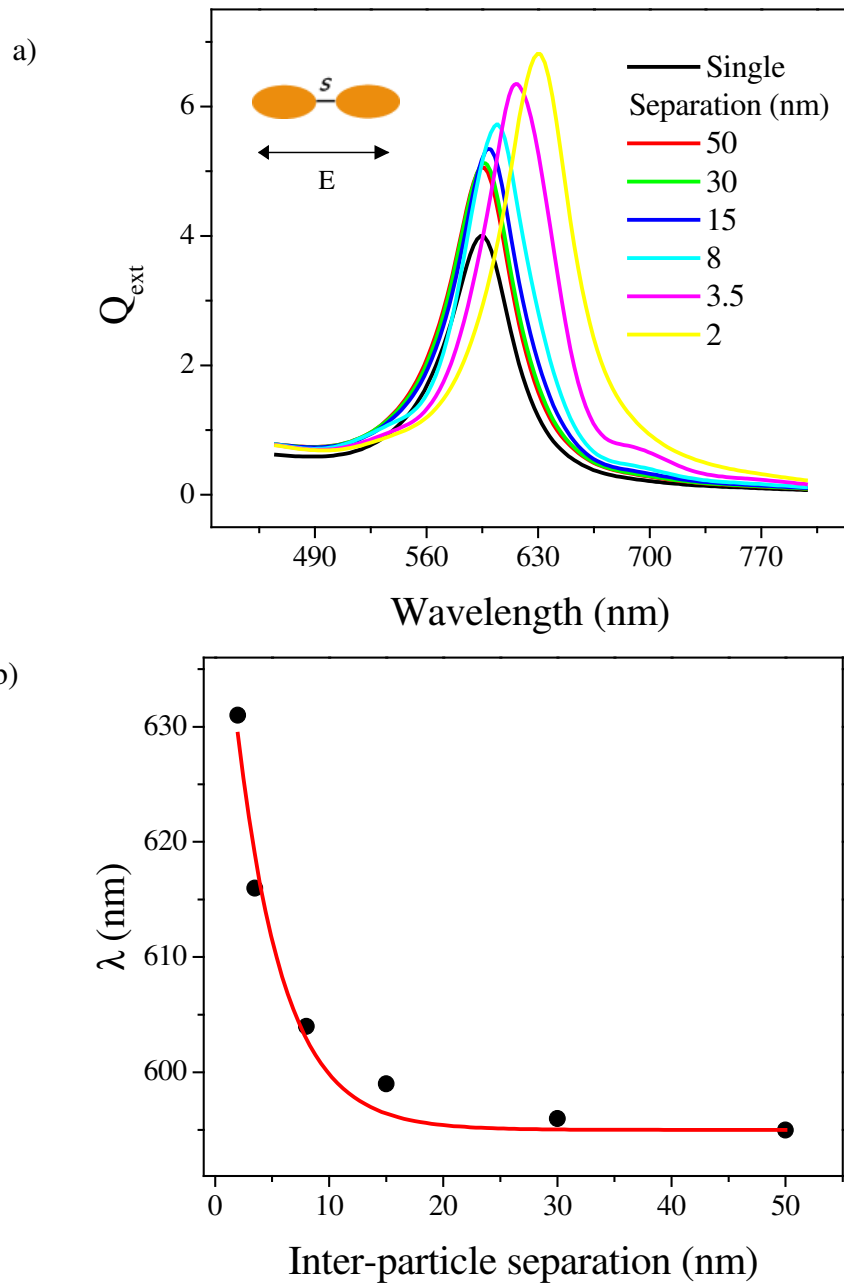 a)
s
E
Single
Separation (nm)
50
30
15
8
3.5
2
6
4
2
0
Q_ext
490 560 630 700 770
Wavelength (nm)
b)
630
620
610
600
λ (nm)
0 10 20 30 40 50
Inter-particle separation (nm)